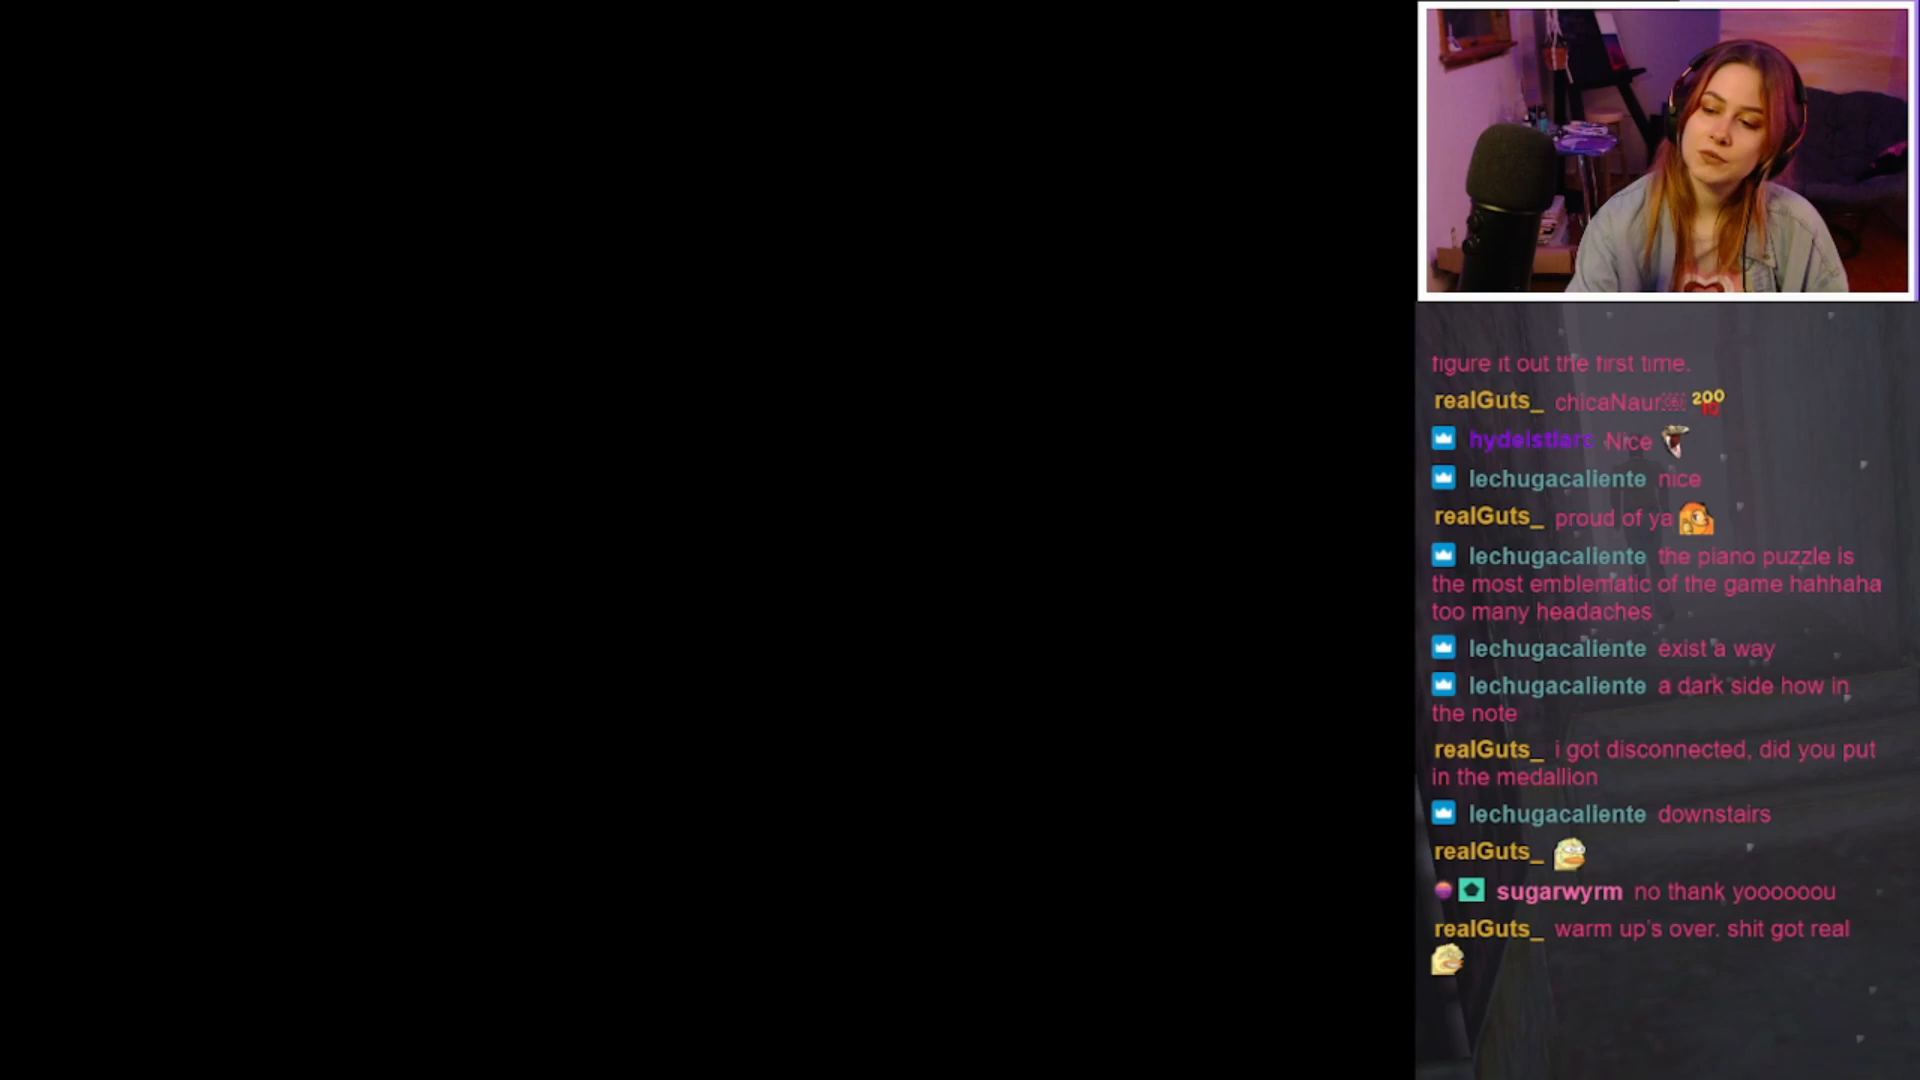 figure it out the first time.
realGuts_ chicaNaur 200
hydeistlarc Nice
lechugacaliente nice
realGuts_ proud of ya
lechugacaliente the piano puzzle is
the most emblematic of the game hahhaha
too many headaches
lechugacaliente exist a way
lechugacaliente a dark side how in
the note
realGuts_ i got disconnected, did you put
in the medallion
lechugacaliente downstairs
realGuts_
sugarwyrm no thank yoooooou
realGuts_ warm up's over. shit got real